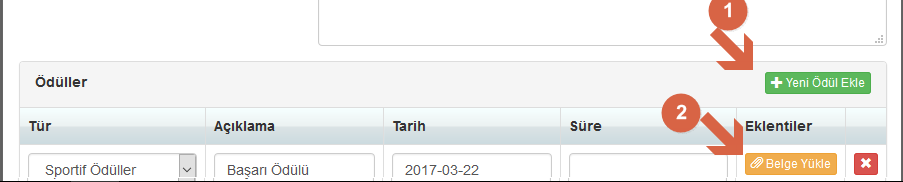 1
Ödüller
Yeni Ödül Ekle
2
Tür Açıklama Tarih Süre Eklentiler
Sportif Ödüller Başarı Ödülü 2017-03-22 Belge Yükle